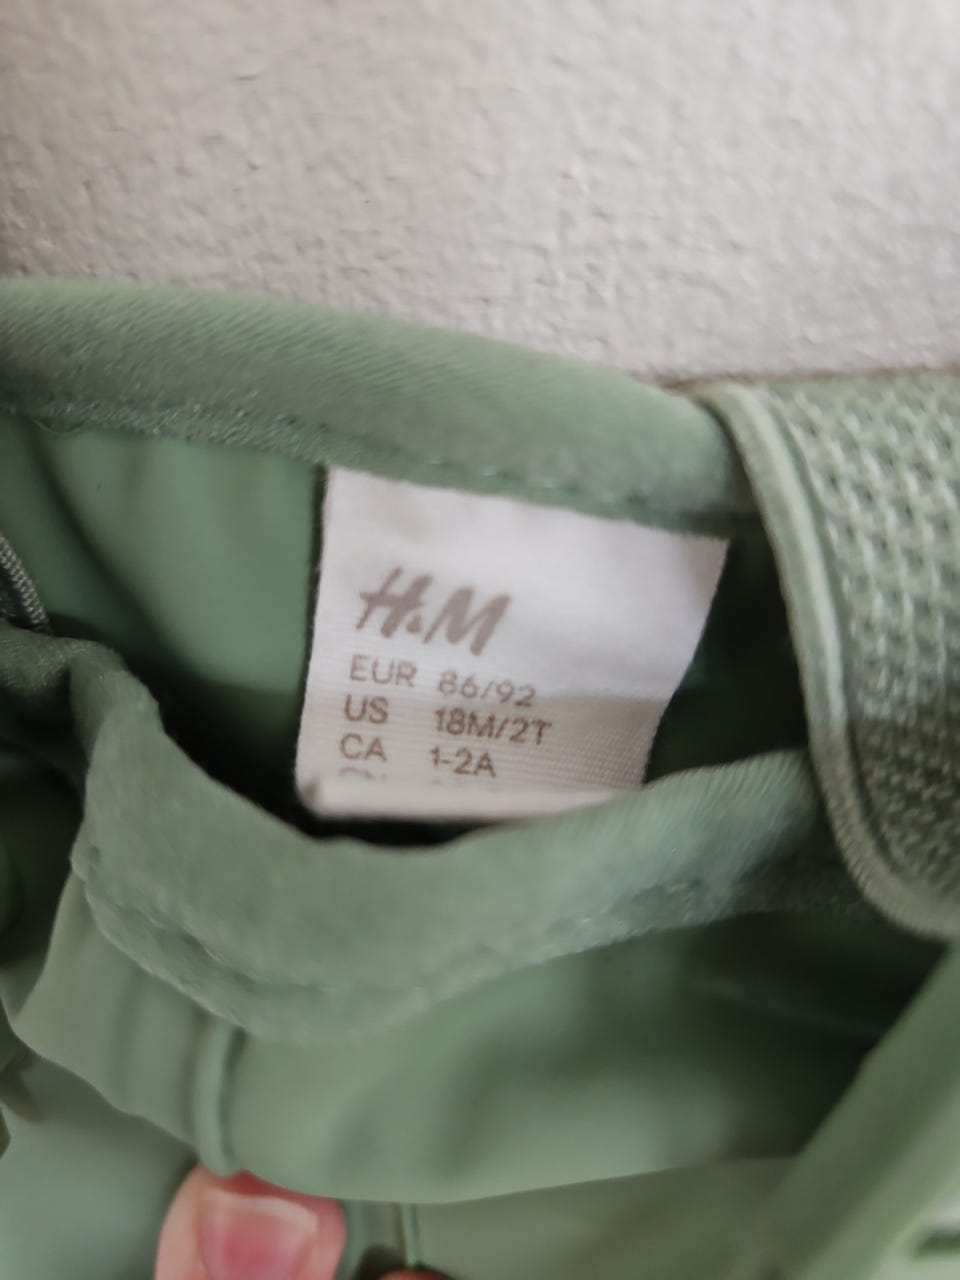 H&M
EUR 86/92
US 18M/2T
CA 1-2A